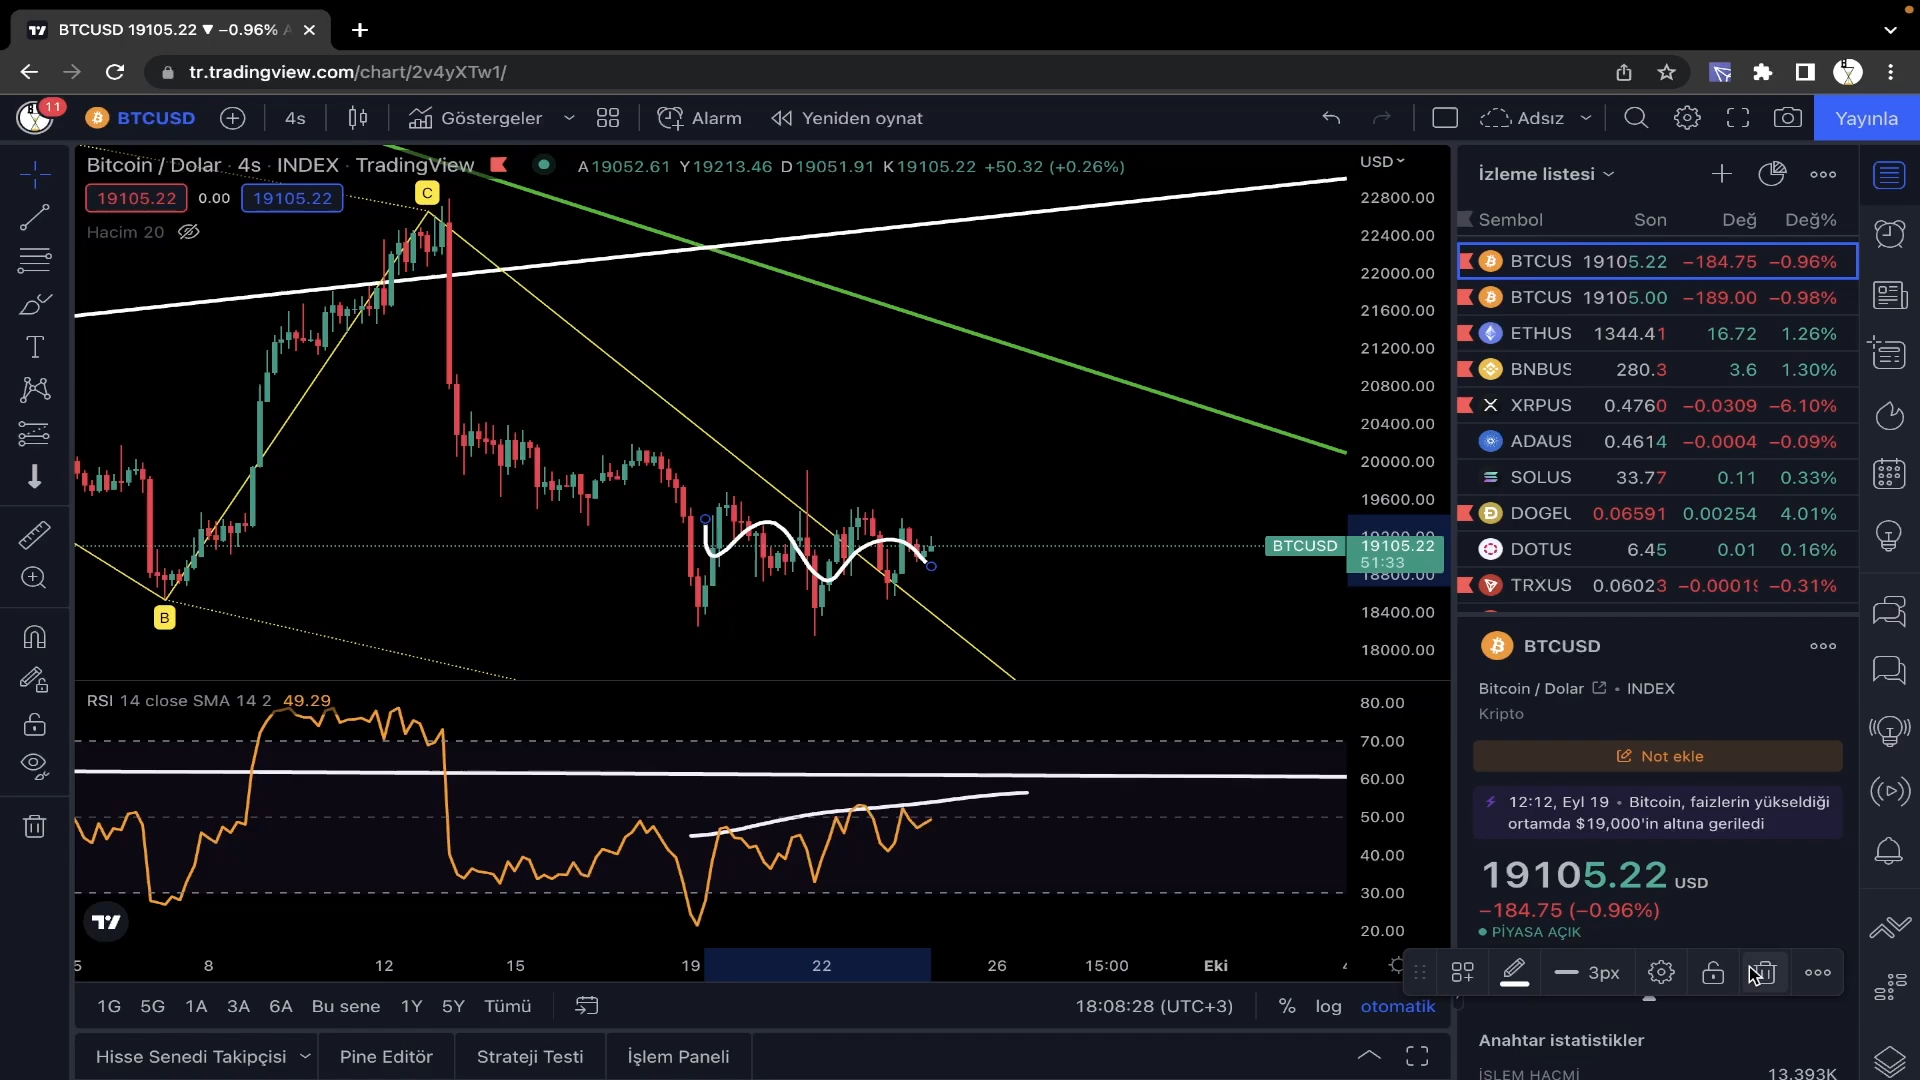 BTCUSD 19105.22 ▼ −0.96%
tr.tradingview.com/chart/2v4yXTw1/
11
BTCUSD 4s Göstergeler Alarm Yeniden oynat Adsız Yayınla
Bitcoin / Dolar · 4s · INDEX · TradingView A19052.61 Y19213.46 D19051.91 K19105.22 +50.32 (+0.26%)
19105.22 0.00 19105.22
Hacim 20
C
B
USD
22800.00
22400.00
22000.00
21600.00
21200.00
20800.00
20400.00
20000.00
19600.00
19200.00
BTCUSD 19105.22
51:33
18800.00
18400.00
18000.00
RSI 14 close SMA 14 2 49.29
80.00
70.00
60.00
50.00
40.00
30.00
20.00
5 8 12 15 19 22 26 15:00 Eki
1G 5G 1A 3A 6A Bu sene 1Y 5Y Tümü 18:08:28 (UTC+3) % log otomatik
Hisse Senedi Takipçisi Pine Editör Strateji Testi İşlem Paneli
İzleme listesi
Sembol Son Değ Değ%
BTCUS 19105.22 −184.75 −0.96%
BTCUS 19105.00 −189.00 −0.98%
ETHUS 1344.41 16.72 1.26%
BNBUS 280.3 3.6 1.30%
XRPUS 0.4760 −0.0309 −6.10%
ADAUS 0.4614 −0.0004 −0.09%
SOLUS 33.77 0.11 0.33%
DOGEU 0.06591 0.00254 4.01%
DOTUS 6.45 0.01 0.16%
TRXUS 0.06023 −0.00019 −0.31%
BTCUSD
Bitcoin / Dolar • INDEX
Kripto
Not ekle
12:12, Eyl 19 • Bitcoin, faizlerin yükseldiği
ortamda $19,000'in altına geriledi
19105.22 USD
−184.75 (−0.96%)
PİYASA AÇIK
3px
Anahtar istatistikler
İŞLEM HACMİ 13.393K